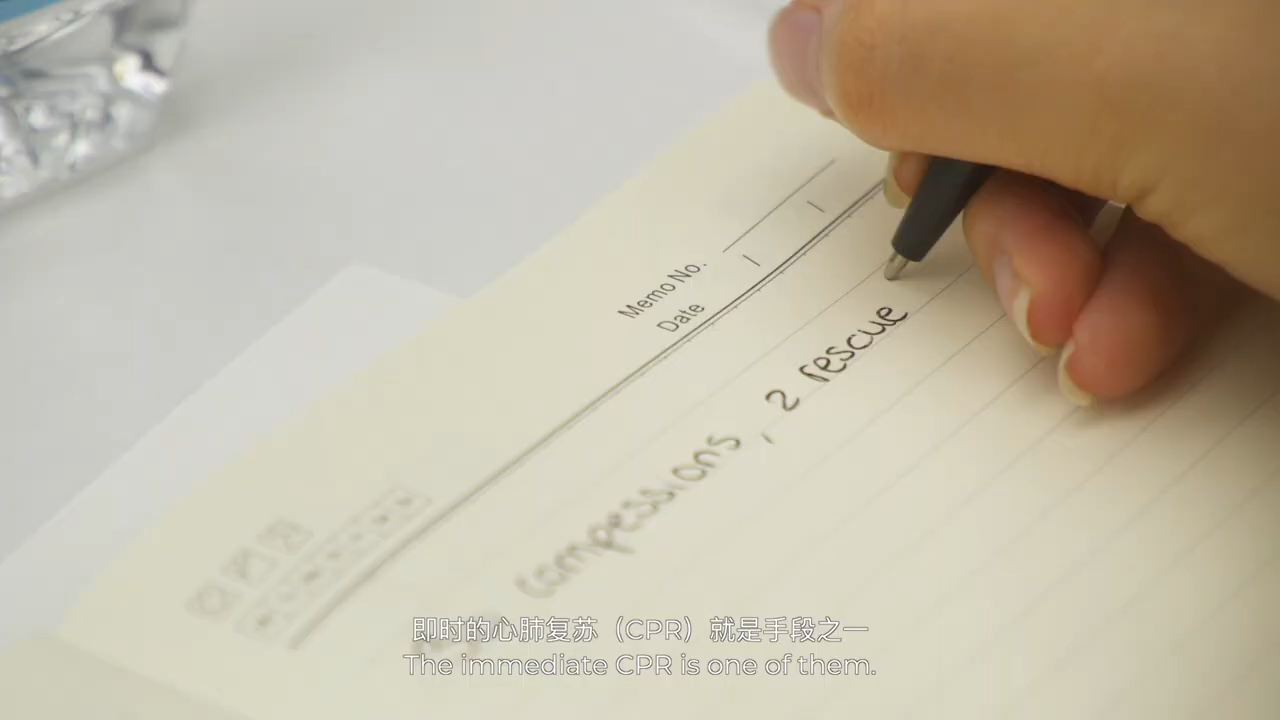 Memo No.
Date / /
compessions, 2 rescue
即时的心肺复苏（CPR）就是手段之一
The immediate CPR is one of them.